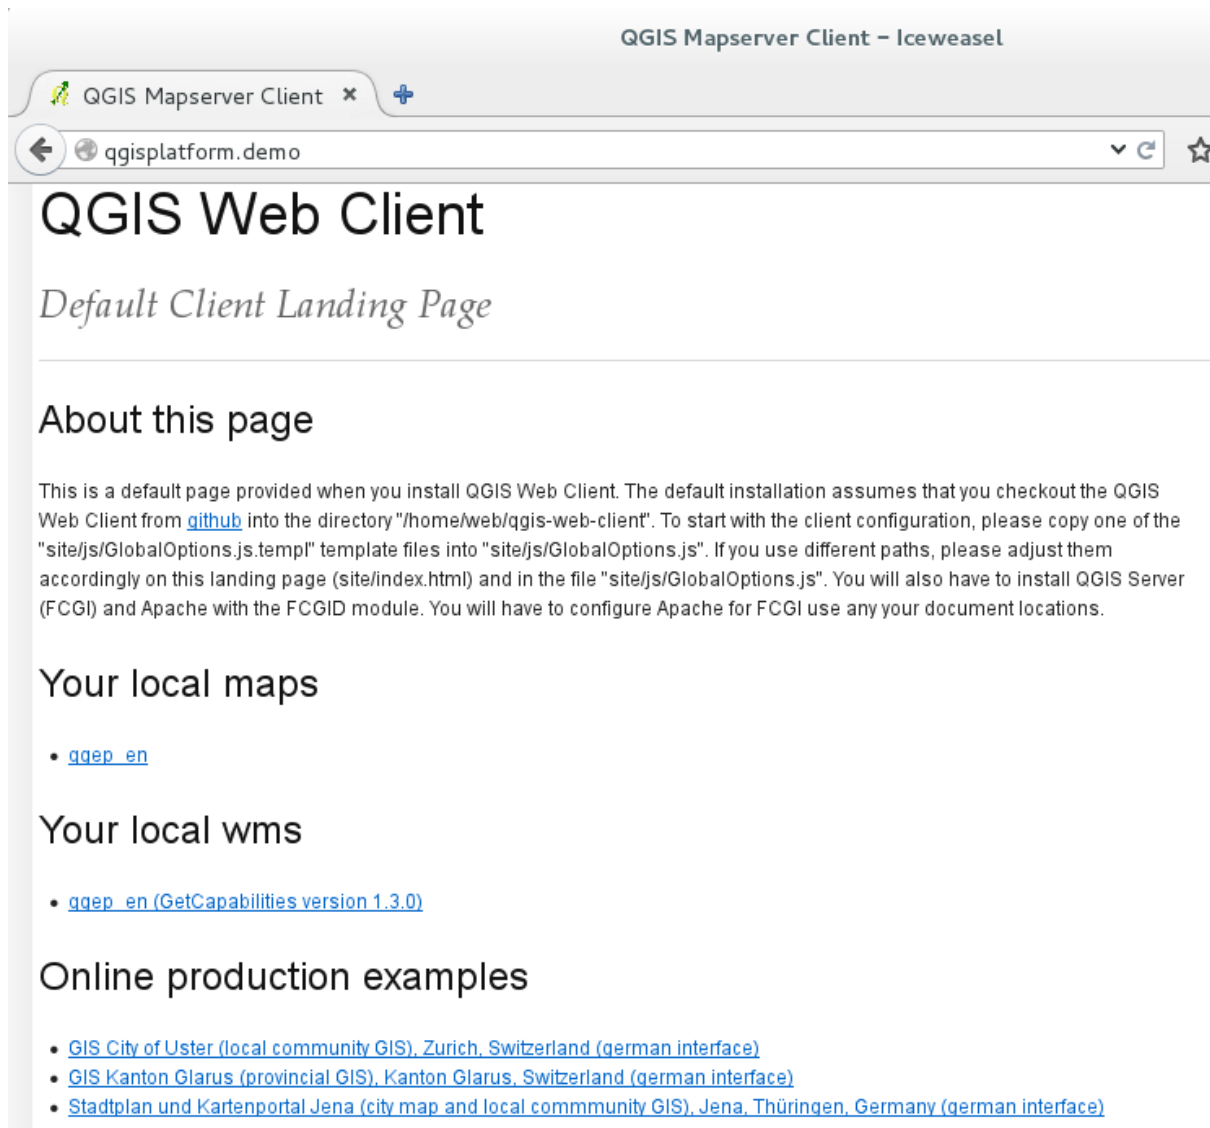 QGIS Mapserver Client – Iceweasel
QGIS Mapserver Client
qgisplatform.demo
QGIS Web Client
Default Client Landing Page
About this page
This is a default page provided when you install QGIS Web Client. The default installation assumes that you checkout the QGIS
Web Client from github into the directory "/home/web/qgis-web-client". To start with the client configuration, please copy one of the
"site/js/GlobalOptions.js.templ" template files into "site/js/GlobalOptions.js". If you use different paths, please adjust them
accordingly on this landing page (site/index.html) and in the file "site/js/GlobalOptions.js". You will also have to install QGIS Server
(FCGI) and Apache with the FCGID module. You will have to configure Apache for FCGI use any your document locations.
Your local maps
• qgep_en
Your local wms
• qgep_en (GetCapabilities version 1.3.0)
Online production examples
• GIS City of Uster (local community GIS), Zurich, Switzerland (german interface)
• GIS Kanton Glarus (provincial GIS), Kanton Glarus, Switzerland (german interface)
• Stadtplan und Kartenportal Jena (city map and local commmunity GIS), Jena, Thüringen, Germany (german interface)